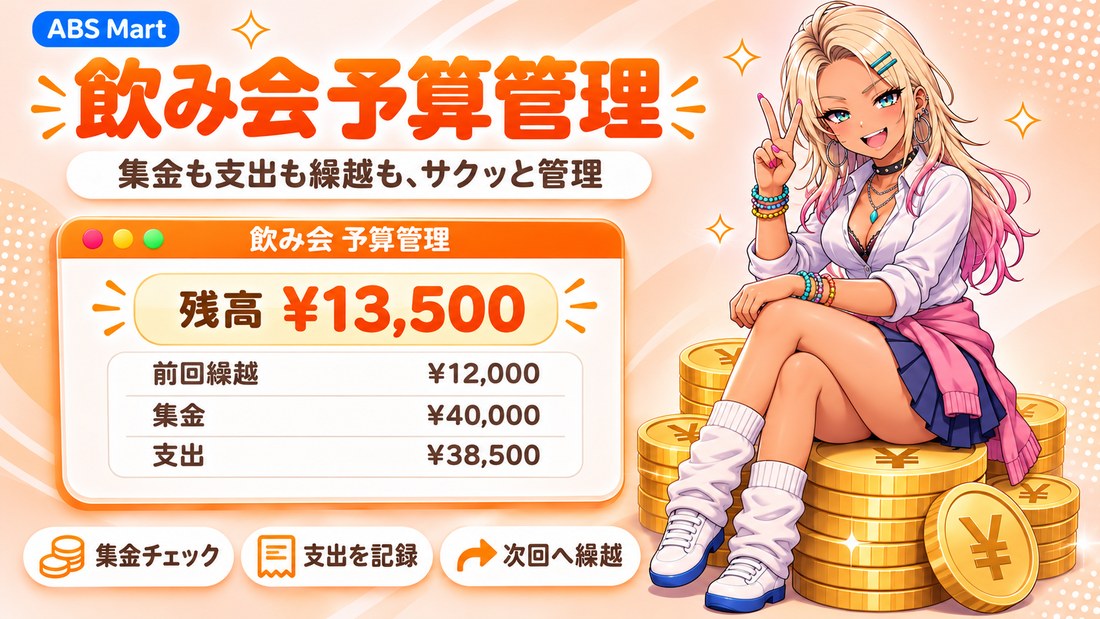 ABS Mart
飲み会予算管理
集金も支出も繰越も、サクッと管理
飲み会 予算管理
残高 ¥13,500
前回繰越 ¥12,000
集金 ¥40,000
支出 ¥38,500
集金チェック
支出を記録
次回へ繰越
¥
¥
¥
¥
¥